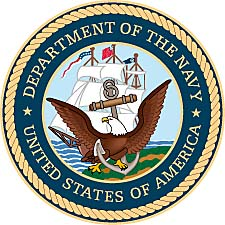 DEPARTMENT OF THE NAVY
UNITED STATES OF AMERICA